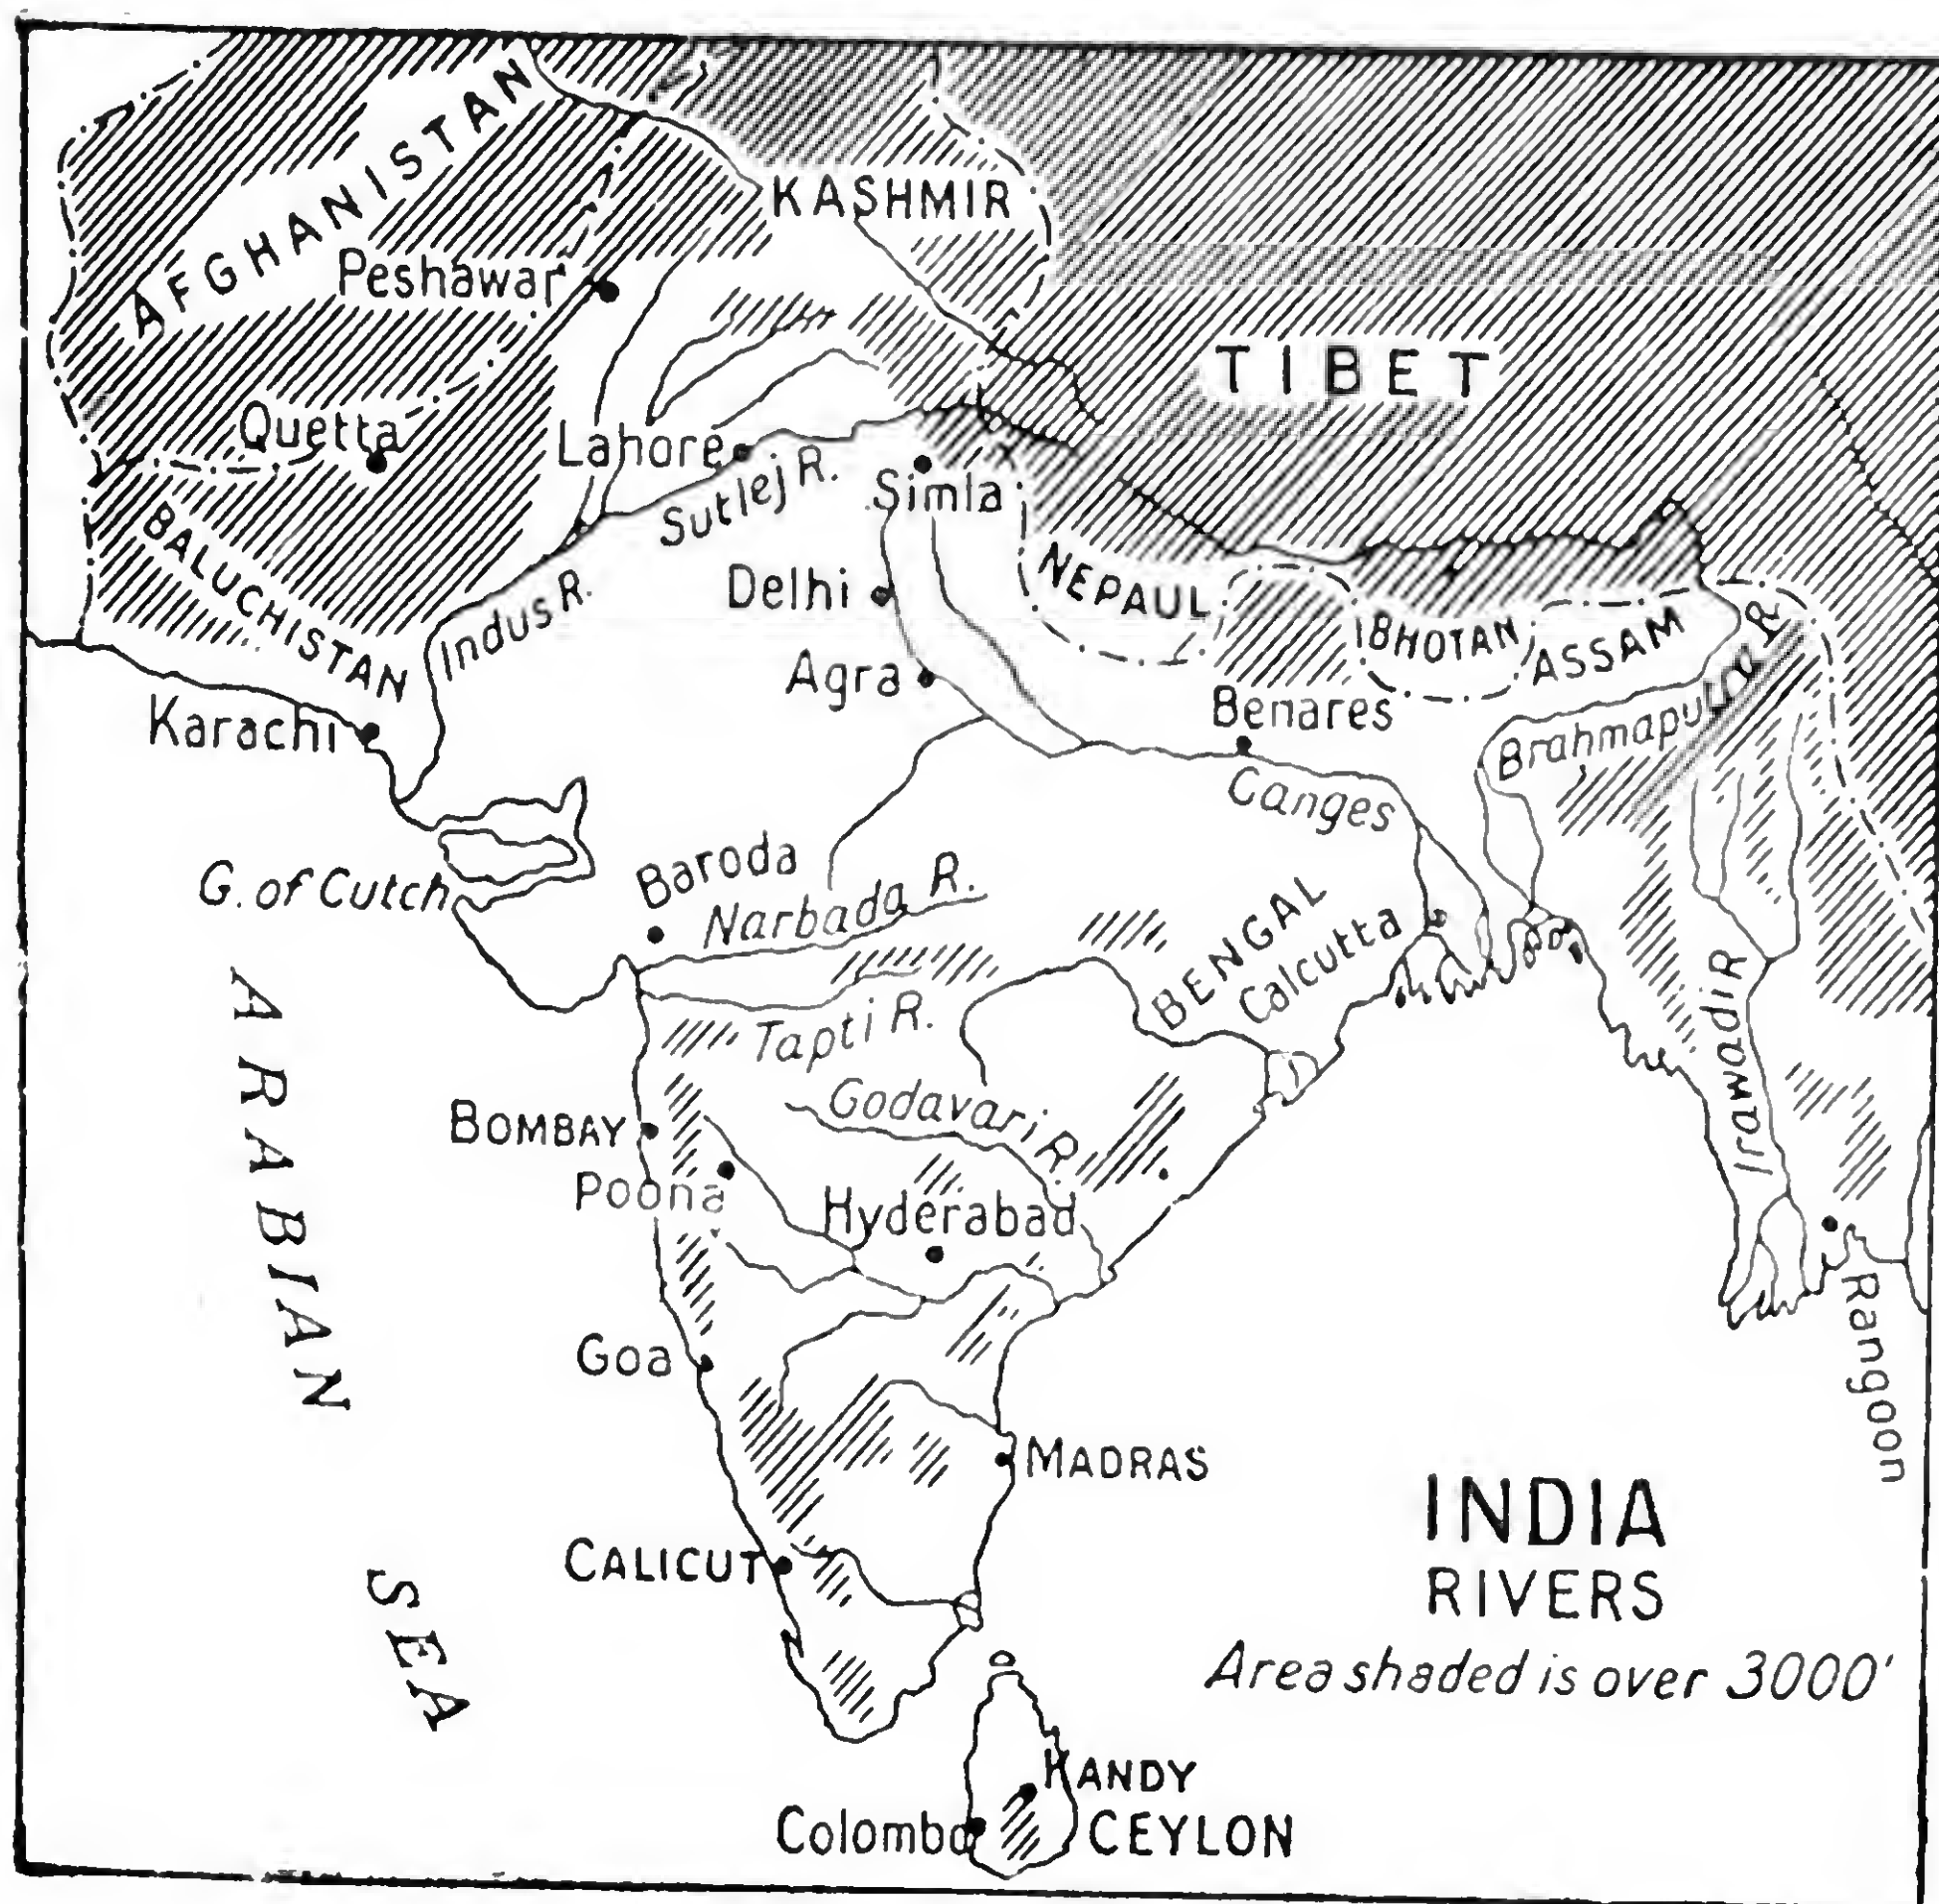 AFGHANISTAN
KASHMIR
Peshawar
TIBET
Quetta
Lahore
Sutlej R.
Simla
BALUCHISTAN
Indus R.
Delhi
NEPAUL
BHOTAN
ASSAM
Agra
Benares
Brahmaputra R.
Karachi
Ganges
Baroda
G. of Cutch
Narbada R.
BENGAL
Calcutta
ARABIAN SEA
Tapti R.
Irawadi R
Godavari R.
BOMBAY
Poona
Hyderabad
Rangoon
Goa
MADRAS
INDIA
RIVERS
Area shaded is over 3000'
CALICUT
KANDY
Colombo
CEYLON